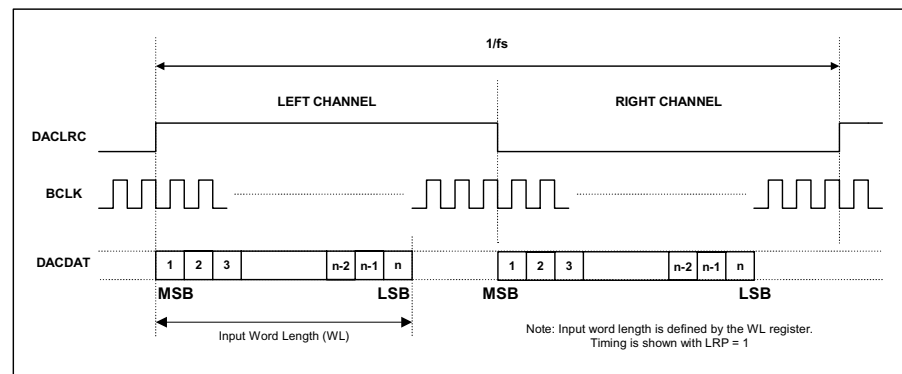 1/fs
LEFT CHANNEL RIGHT CHANNEL
DACLRC
BCLK
DACDAT 1 2 3 n-2 n-1 n 1 2 3 n-2 n-1 n
MSB LSB MSB LSB
Input Word Length (WL)
Note: Input word length is defined by the WL register.
Timing is shown with LRP = 1